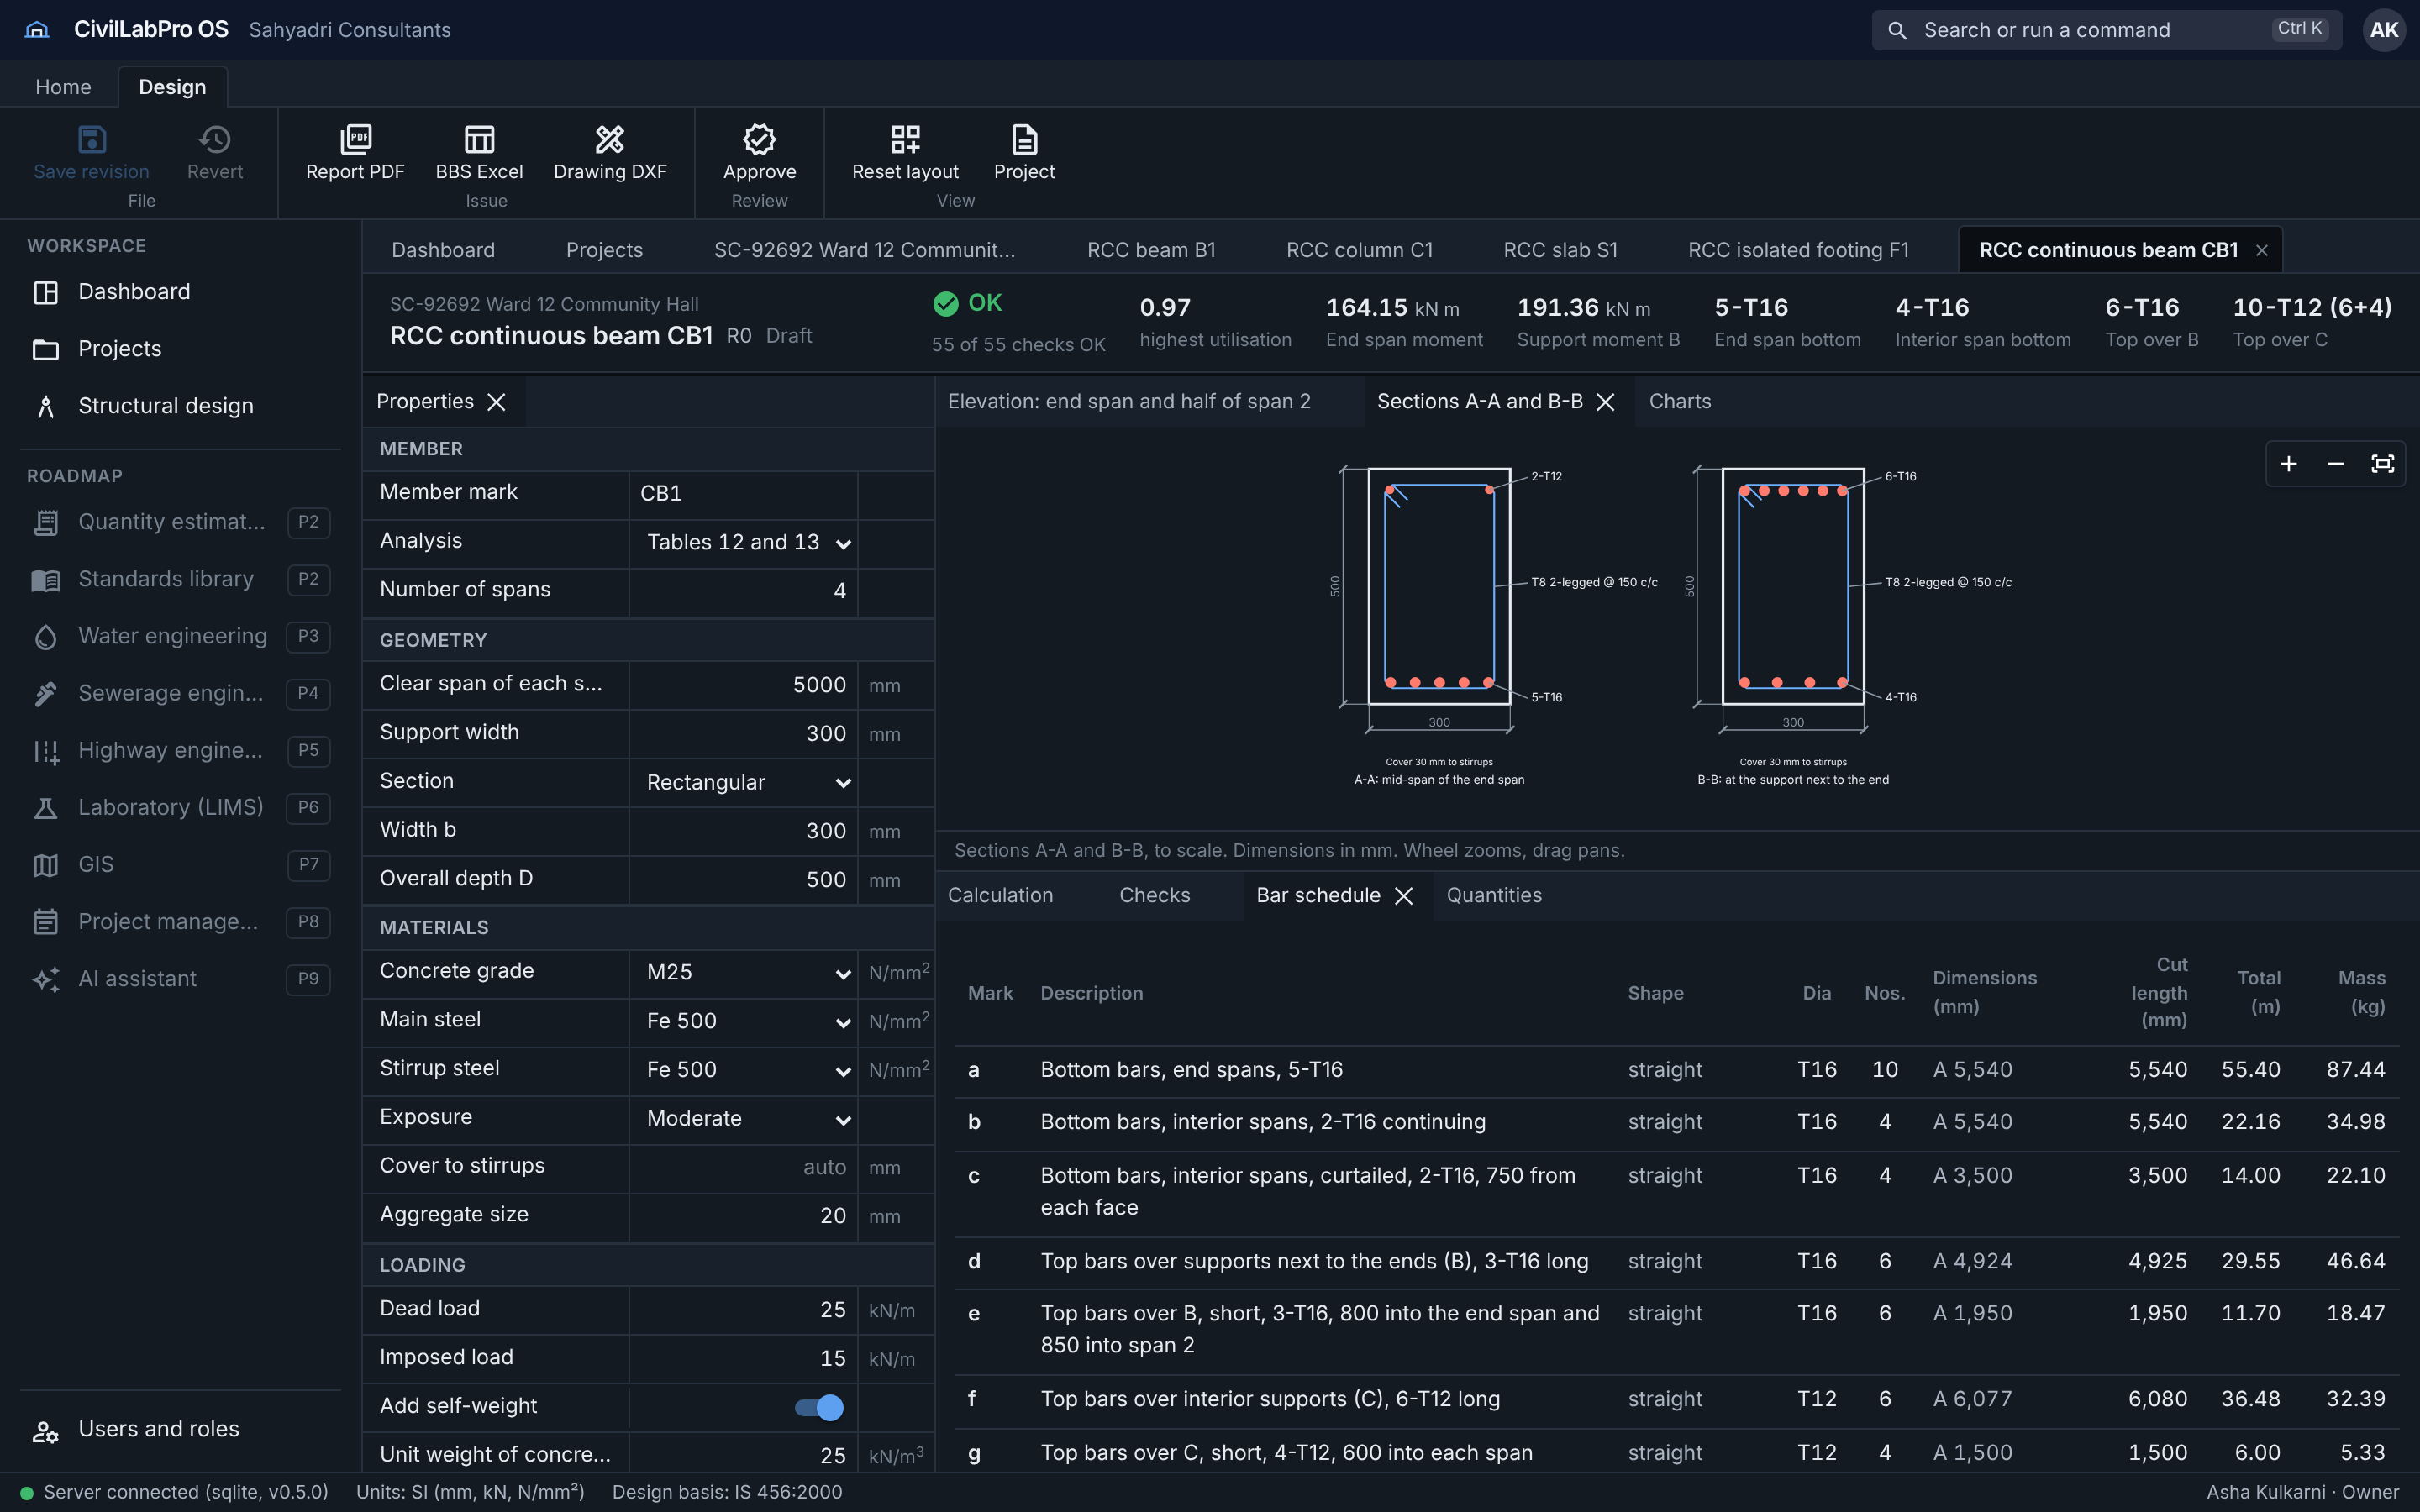 CivilLabPro OS Sahyadri Consultants
Search or run a command Ctrl K AK
Home Design
Save revision Revert
File
Report PDF BBS Excel Drawing DXF
Issue
Approve
Review
Reset layout Project
View
WORKSPACE
Dashboard
Projects
Structural design
ROADMAP
Quantity estimat... P2
Standards library P2
Water engineering P3
Sewerage engin... P4
Highway engine... P5
Laboratory (LIMS) P6
GIS P7
Project manage... P8
AI assistant P9
Users and roles
Dashboard Projects SC-92692 Ward 12 Communit... RCC beam B1 RCC column C1 RCC slab S1 RCC isolated footing F1 RCC continuous beam CB1
SC-92692 Ward 12 Community Hall
RCC continuous beam CB1 R0 Draft
OK
55 of 55 checks OK
0.97
highest utilisation
164.15 kN m
End span moment
191.36 kN m
Support moment B
5-T16
End span bottom
4-T16
Interior span bottom
6-T16
Top over B
10-T12 (6+4)
Top over C
Properties
MEMBER
Member mark CB1
Analysis Tables 12 and 13
Number of spans 4
GEOMETRY
Clear span of each s... 5000 mm
Support width 300 mm
Section Rectangular
Width b 300 mm
Overall depth D 500 mm
MATERIALS
Concrete grade M25 N/mm²
Main steel Fe 500 N/mm²
Stirrup steel Fe 500 N/mm²
Exposure Moderate
Cover to stirrups auto mm
Aggregate size 20 mm
LOADING
Dead load 25 kN/m
Imposed load 15 kN/m
Add self-weight
Unit weight of concre... 25 kN/m³
Elevation: end span and half of span 2 Sections A-A and B-B Charts
2-T12
500
T8 2-legged @ 150 c/c
5-T16
300
Cover 30 mm to stirrups
A-A: mid-span of the end span
6-T16
500
T8 2-legged @ 150 c/c
4-T16
300
Cover 30 mm to stirrups
B-B: at the support next to the end
Sections A-A and B-B, to scale. Dimensions in mm. Wheel zooms, drag pans.
Calculation Checks Bar schedule Quantities
Mark Description Shape Dia Nos. Dimensions (mm) Cut length (mm) Total (m) Mass (kg)
a Bottom bars, end spans, 5-T16 straight T16 10 A 5,540 5,540 55.40 87.44
b Bottom bars, interior spans, 2-T16 continuing straight T16 4 A 5,540 5,540 22.16 34.98
c Bottom bars, interior spans, curtailed, 2-T16, 750 from straight T16 4 A 3,500 3,500 14.00 22.10
each face
d Top bars over supports next to the ends (B), 3-T16 long straight T16 6 A 4,924 4,925 29.55 46.64
e Top bars over B, short, 3-T16, 800 into the end span and straight T16 6 A 1,950 1,950 11.70 18.47
850 into span 2
f Top bars over interior supports (C), 6-T12 long straight T12 6 A 6,077 6,080 36.48 32.39
g Top bars over C, short, 4-T12, 600 into each span straight T12 4 A 1,500 1,500 6.00 5.33
Server connected (sqlite, v0.5.0) Units: SI (mm, kN, N/mm²) Design basis: IS 456:2000 Asha Kulkarni · Owner